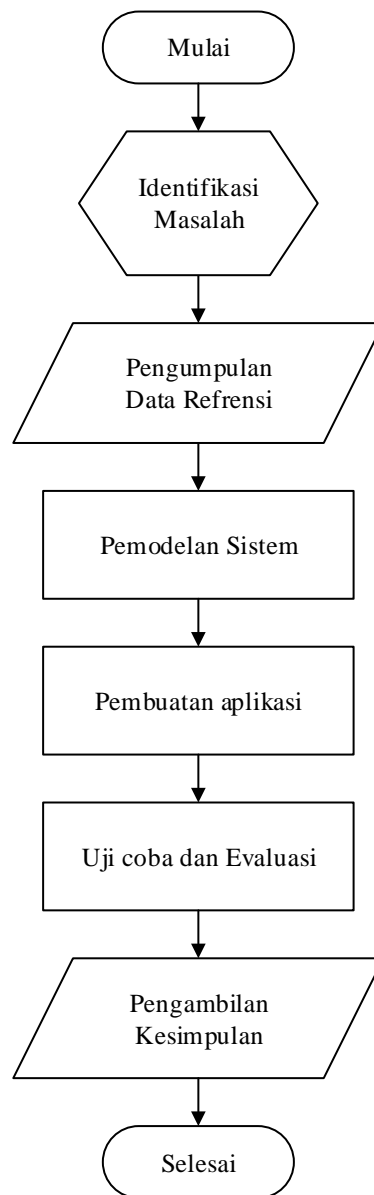 Mulai
Identifikasi
Masalah
Pengumpulan
Data Refrensi
Pemodelan Sistem
Pembuatan aplikasi
Uji coba dan Evaluasi
Pengambilan
Kesimpulan
Selesai